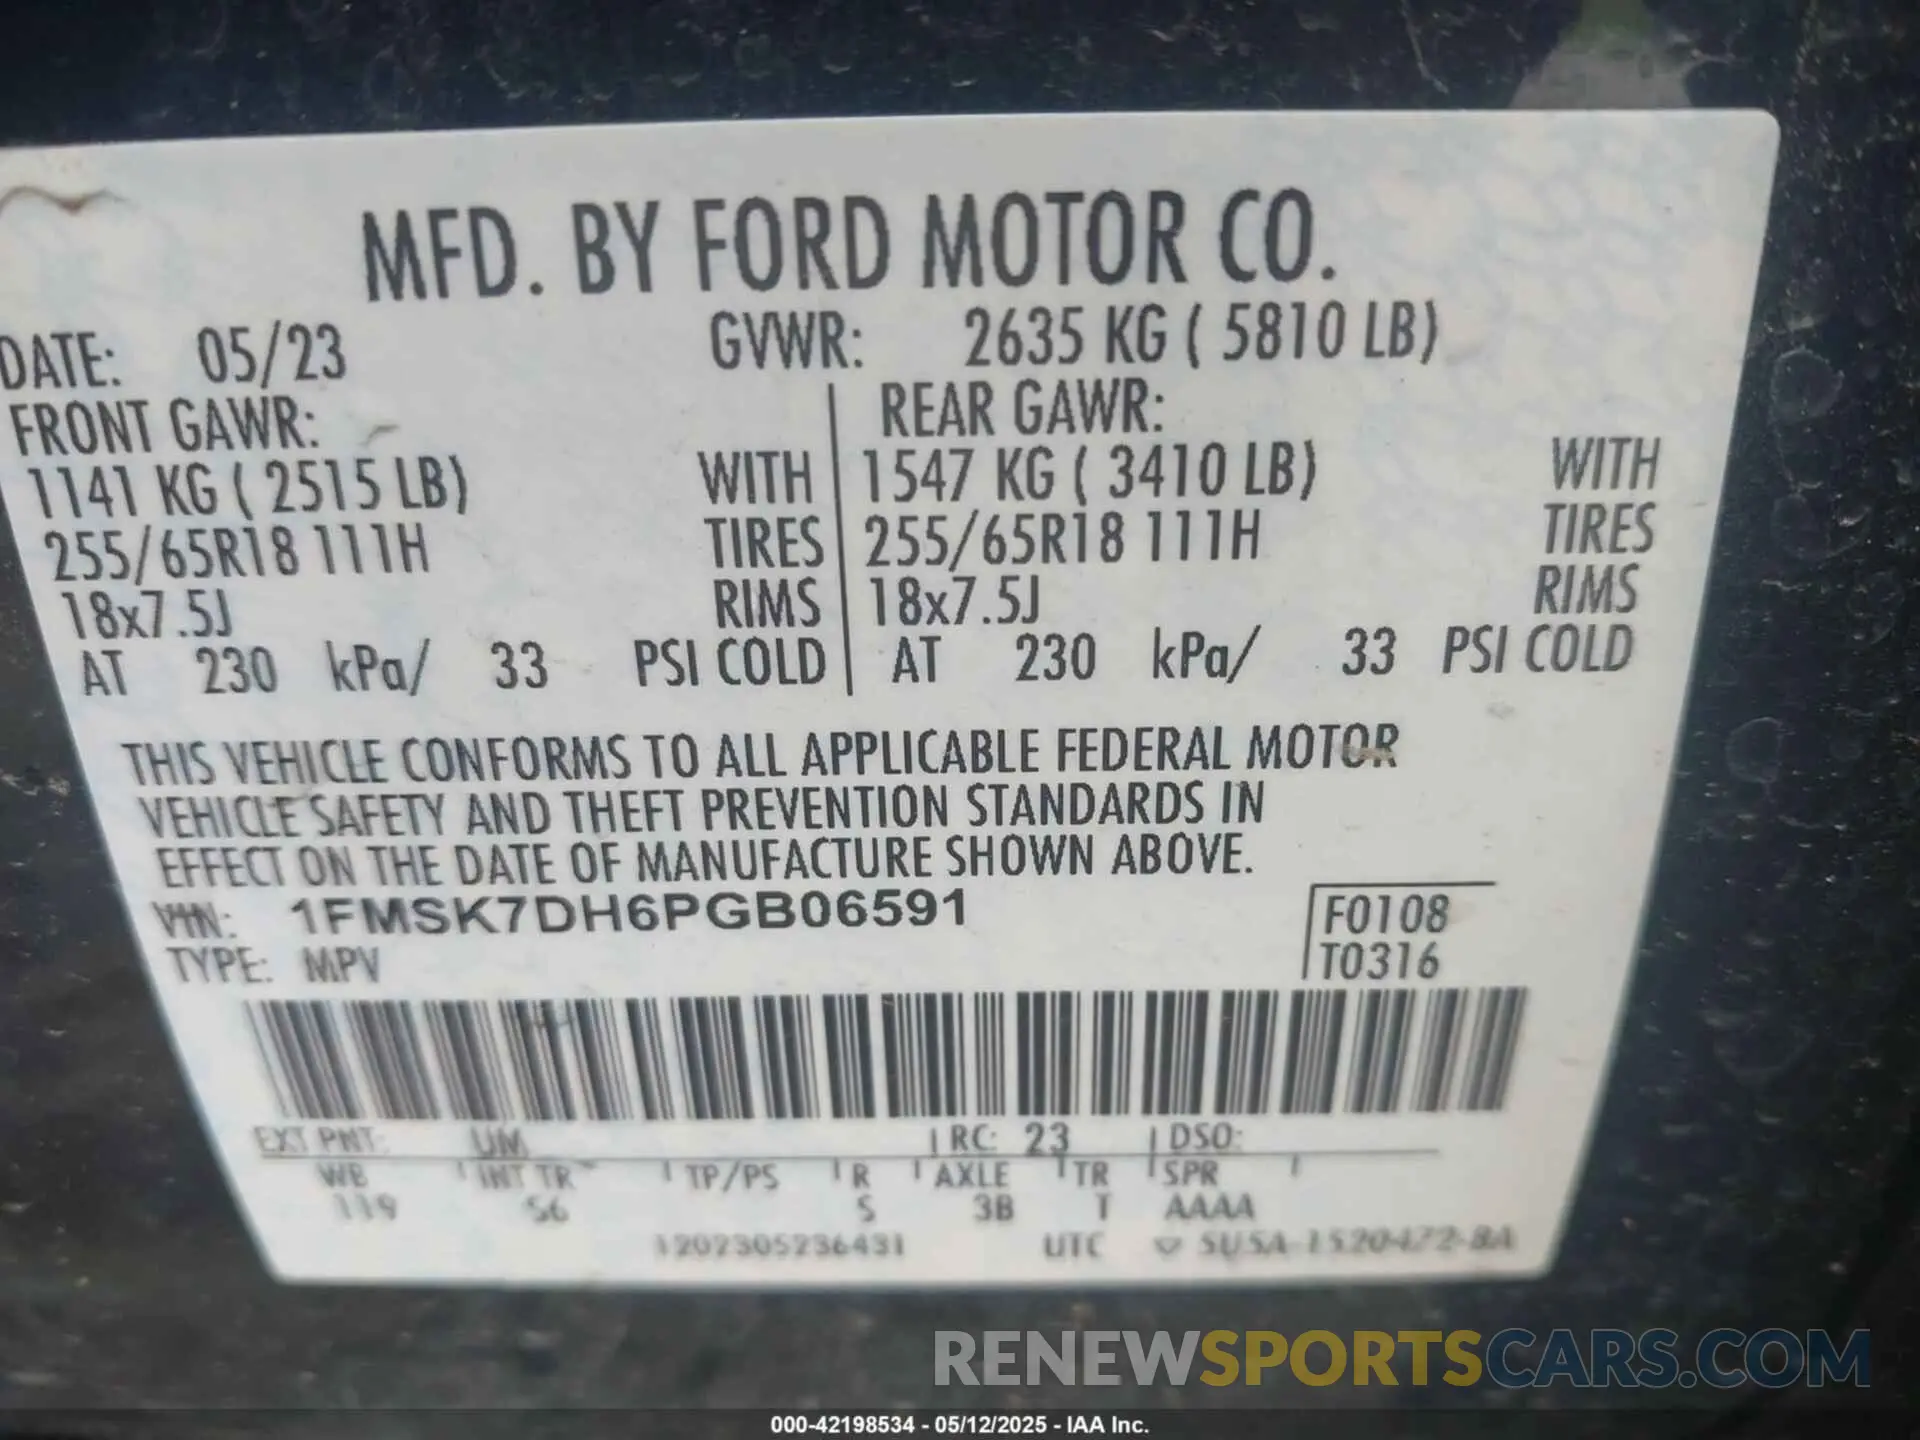 MFD. BY FORD MOTOR CO.
DATE: 05/23 GVWR: 2635 KG ( 5810 LB)
FRONT GAWR: REAR GAWR:
1141 KG ( 2515 LB) WITH 1547 KG ( 3410 LB) WITH
255/65R18 111H TIRES 255/65R18 111H TIRES
18x7.5J RIMS 18x7.5J RIMS
AT 230 kPa/ 33 PSI COLD AT 230 kPa/ 33 PSI COLD
THIS VEHICLE CONFORMS TO ALL APPLICABLE FEDERAL MOTOR
VEHICLE SAFETY AND THEFT PREVENTION STANDARDS IN
EFFECT ON THE DATE OF MANUFACTURE SHOWN ABOVE.
VIN: 1FMSK7DH6PGB06591 F0108
TYPE: MPV T0316
EXT PNT: UM RC: 23 DSO:
WB INT TR TP/PS R AXLE TR SPR
119 S6 S 3B T AAAA
1202305236431 UTC SUSA-1520472-BA
RENEWSPORTSCARS.COM
000-42198534 - 05/12/2025 - IAA Inc.